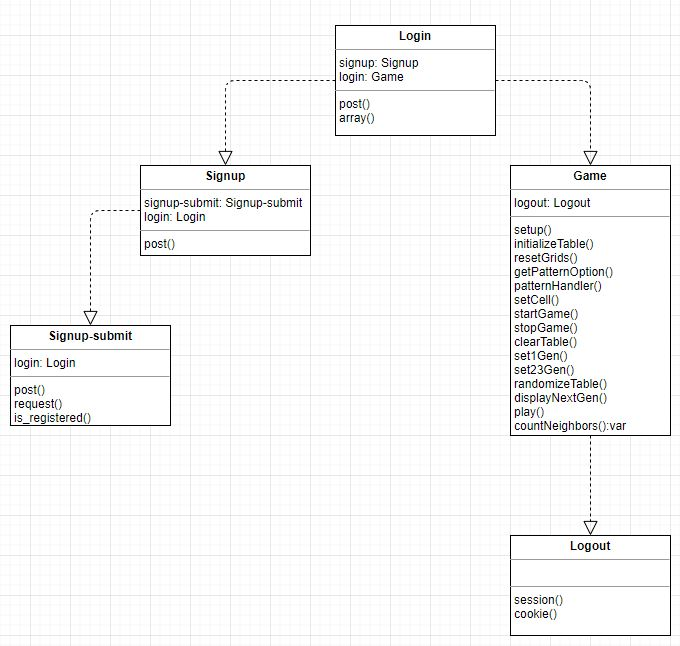 Login
signup: Signup
login: Game
post()
array()
Signup
signup-submit: Signup-submit
login: Login
post()
Game
logout: Logout
setup()
initializeTable()
resetGrids()
getPatternOption()
patternHandler()
setCell()
startGame()
stopGame()
clearTable()
set1Gen()
set23Gen()
randomizeTable()
displayNextGen()
play()
countNeighbors():var
Signup-submit
login: Login
post()
request()
is_registered()
Logout
session()
cookie()